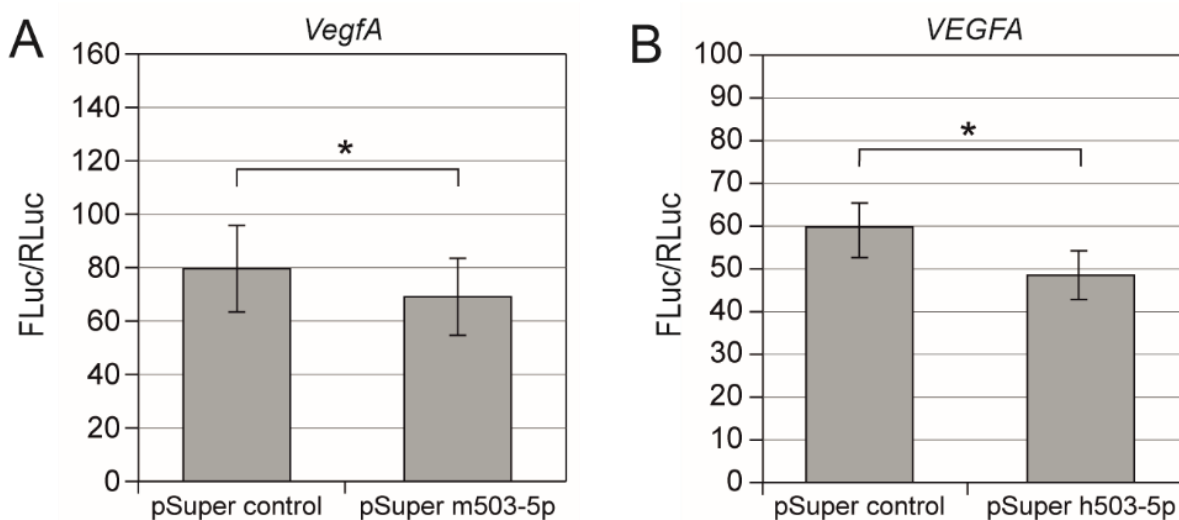 A
VegfA
160
140
120
100
80
60
40
20
0
FLuc/RLuc
*
pSuper control
pSuper m503-5p
B
VEGFA
100
90
80
70
60
50
40
30
20
10
0
FLuc/RLuc
*
pSuper control
pSuper h503-5p